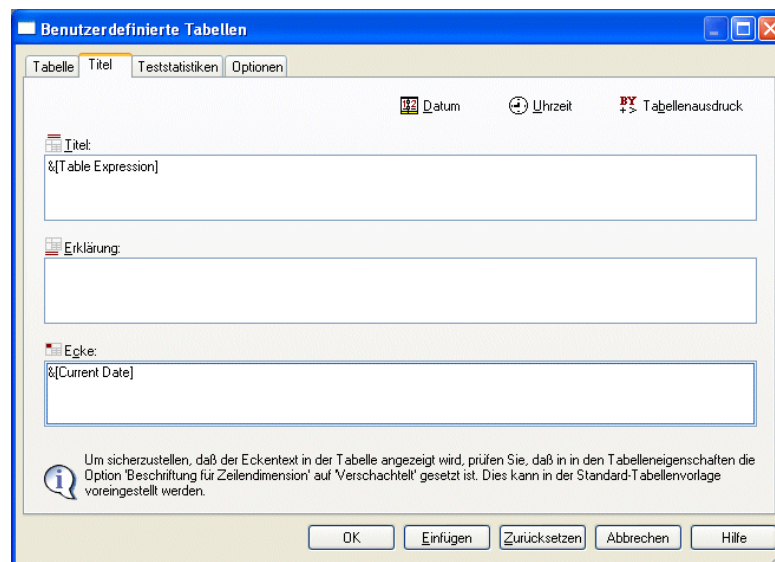 Benutzerdefinierte Tabellen
Tabelle Titel Teststatistiken Optionen
Datum Uhrzeit BY +> Tabellenausdruck
Titel:
&[Table Expression]
Erklärung:
Ecke:
&[Current Date]
Um sicherzustellen, daß der Eckentext in der Tabelle angezeigt wird, prüfen Sie, daß in in den Tabelleneigenschaften die
Option 'Beschriftung für Zeilendimension' auf 'Verschachtelt' gesetzt ist. Dies kann in der Standard-Tabellenvorlage
voreingestellt werden.
OK Einfügen Zurücksetzen Abbrechen Hilfe